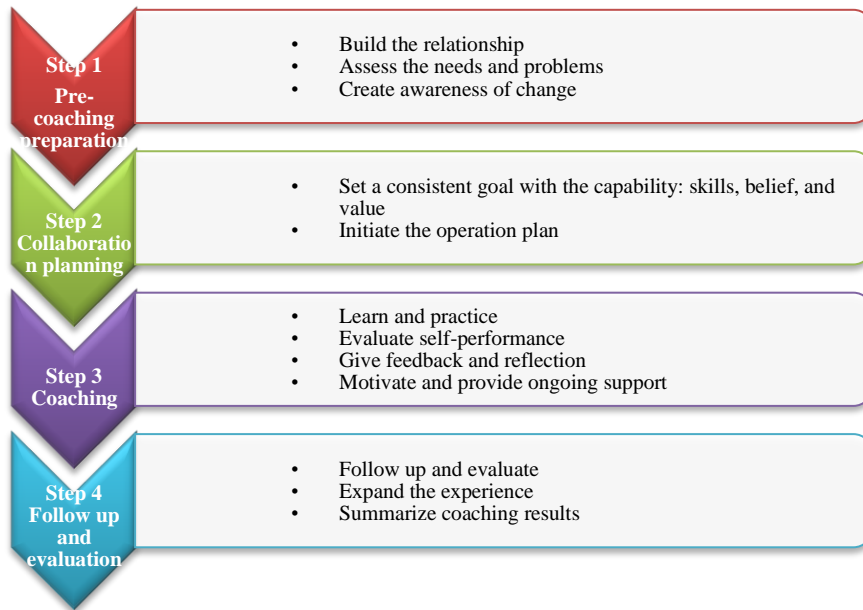 Step 1
Pre-
coaching
preparation
• Build the relationship
• Assess the needs and problems
• Create awareness of change
Step 2
Collaboratio
n planning
• Set a consistent goal with the capability: skills, belief, and
value
• Initiate the operation plan
Step 3
Coaching
• Learn and practice
• Evaluate self-performance
• Give feedback and reflection
• Motivate and provide ongoing support
Step 4
Follow up
and
evaluation
• Follow up and evaluate
• Expand the experience
• Summarize coaching results